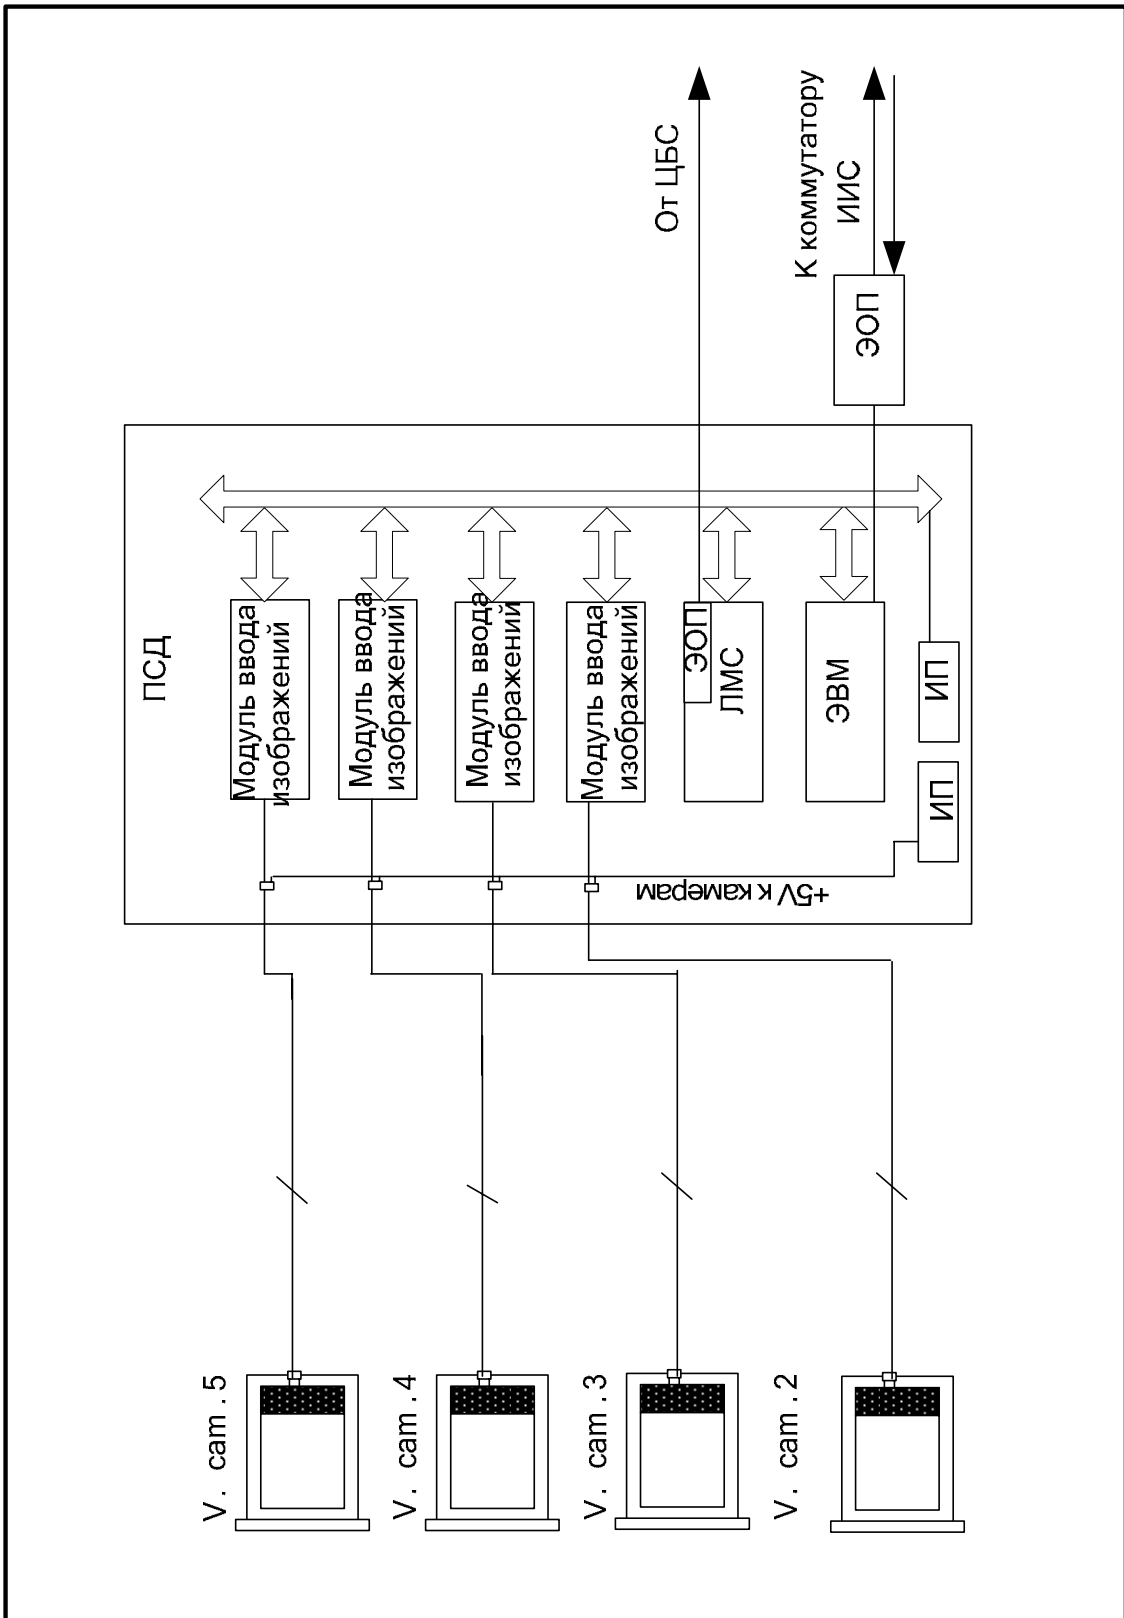 От ЦБС
К коммутатору
ИИС
ЭОП
ПСД
Модуль ввода
изображений
Модуль ввода
изображений
Модуль ввода
изображений
Модуль ввода
изображений
ПОЄ
ЛМС
ЭВМ
ИП
ИП
+5V к камерам
V. cam. 5
V. cam. 4
V. cam. 3
V. cam. 2